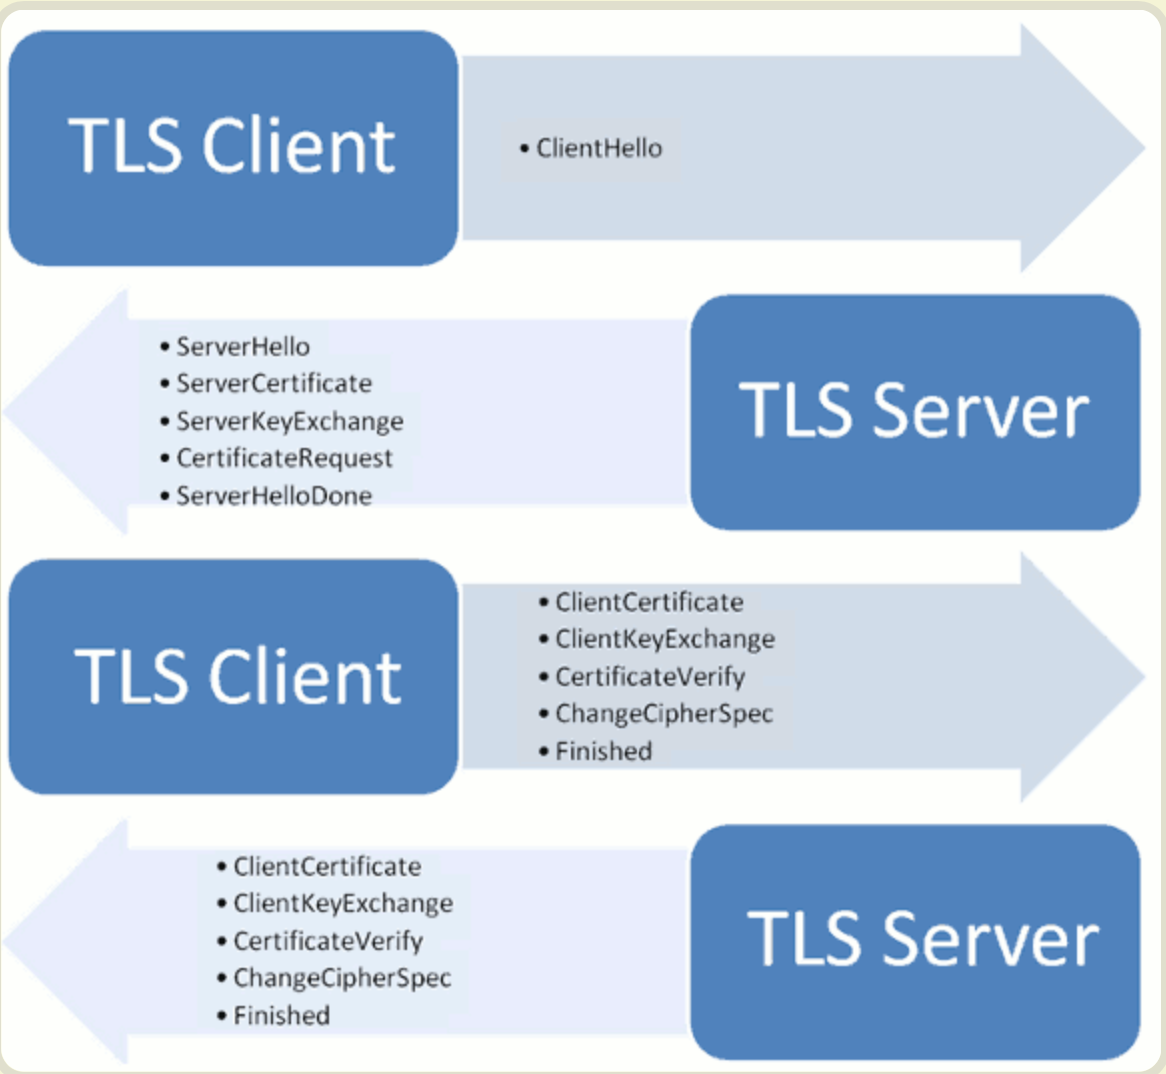 TLS Client
• ClientHello
• ServerHello
• ServerCertificate
• ServerKeyExchange
• CertificateRequest
• ServerHelloDone
TLS Server
TLS Client
• ClientCertificate
• ClientKeyExchange
• CertificateVerify
• ChangeCipherSpec
• Finished
• ClientCertificate
• ClientKeyExchange
• CertificateVerify
• ChangeCipherSpec
• Finished
TLS Server